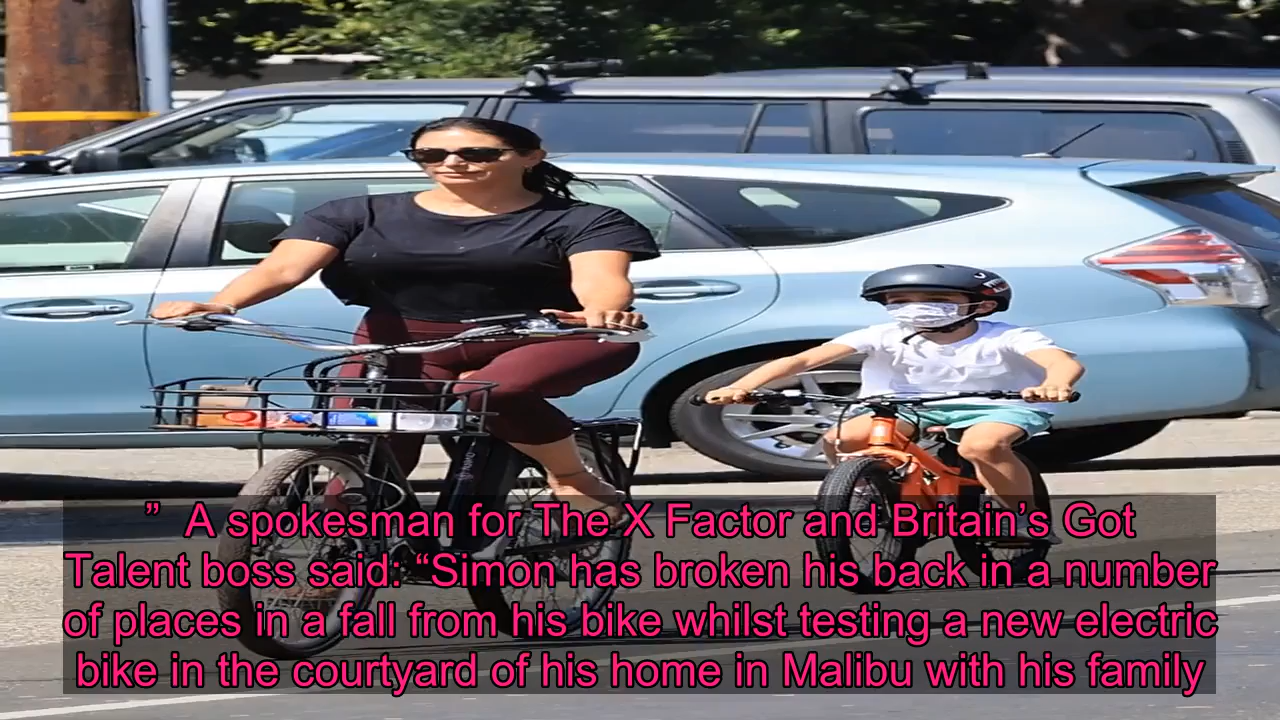 ” A spokesman for The X Factor and Britain’s Got
Talent boss said: “Simon has broken his back in a number
of places in a fall from his bike whilst testing a new electric
bike in the courtyard of his home in Malibu with his family